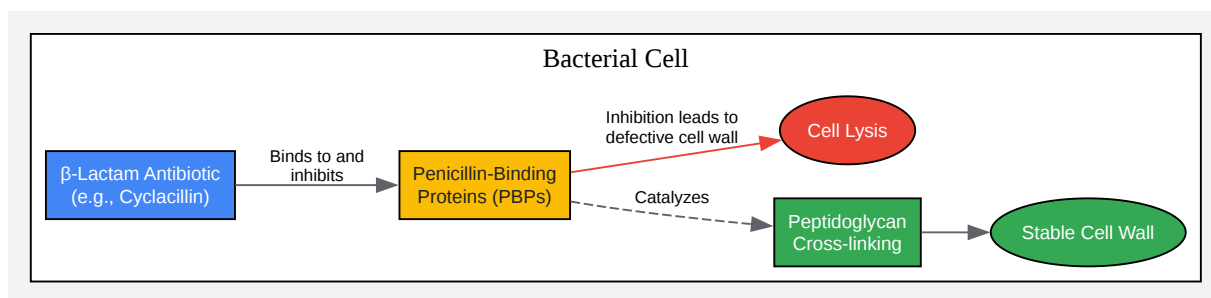 Bacterial Cell
β-Lactam Antibiotic
(e.g., Cyclacillin)
Binds to and
inhibits
Penicillin-Binding
Proteins (PBPs)
Inhibition leads to
defective cell wall
Cell Lysis
Catalyzes
Peptidoglycan
Cross-linking
Stable Cell Wall